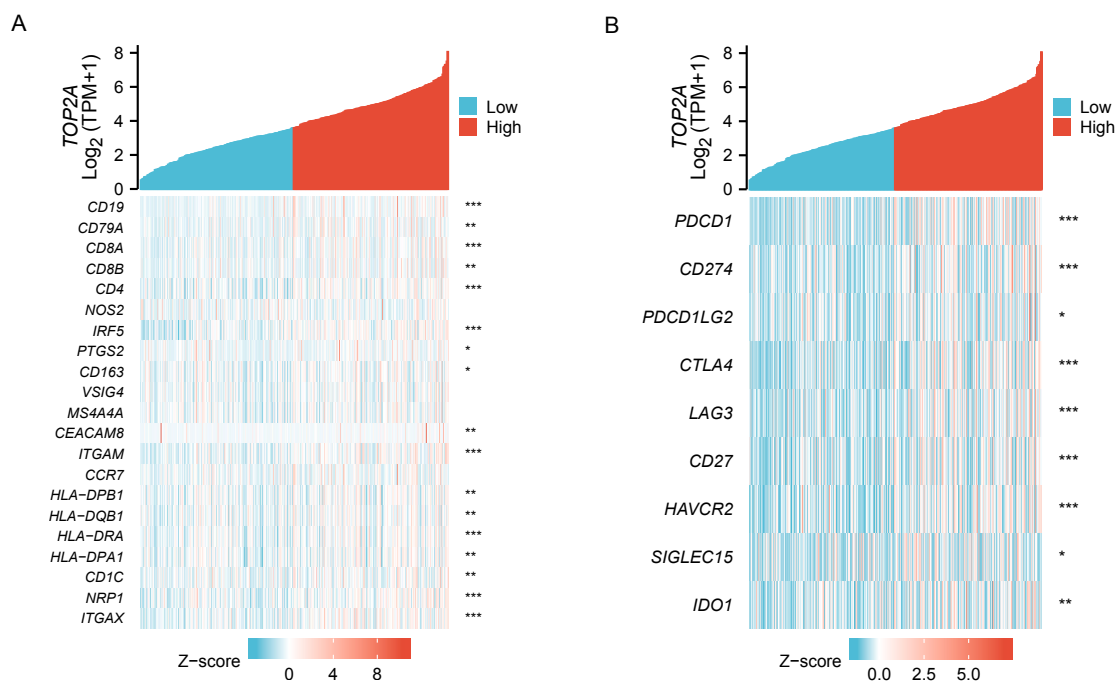 A
TOP2A
Log2 (TPM+1)
8
6
4
2
0
Low
High
CD19 ***
CD79A **
CD8A ***
CD8B **
CD4 ***
NOS2
IRF5 ***
PTGS2 *
CD163 *
VSIG4
MS4A4A
CEACAM8 **
ITGAM ***
CCR7
HLA−DPB1 **
HLA−DQB1 **
HLA−DRA ***
HLA−DPA1 **
CD1C **
NRP1 ***
ITGAX ***
Z−score
0 4 8
B
TOP2A
Log2 (TPM+1)
8
6
4
2
0
Low
High
PDCD1 ***
CD274 ***
PDCD1LG2 *
CTLA4 ***
LAG3 ***
CD27 ***
HAVCR2 ***
SIGLEC15 *
IDO1 **
Z−score
0.0 2.5 5.0